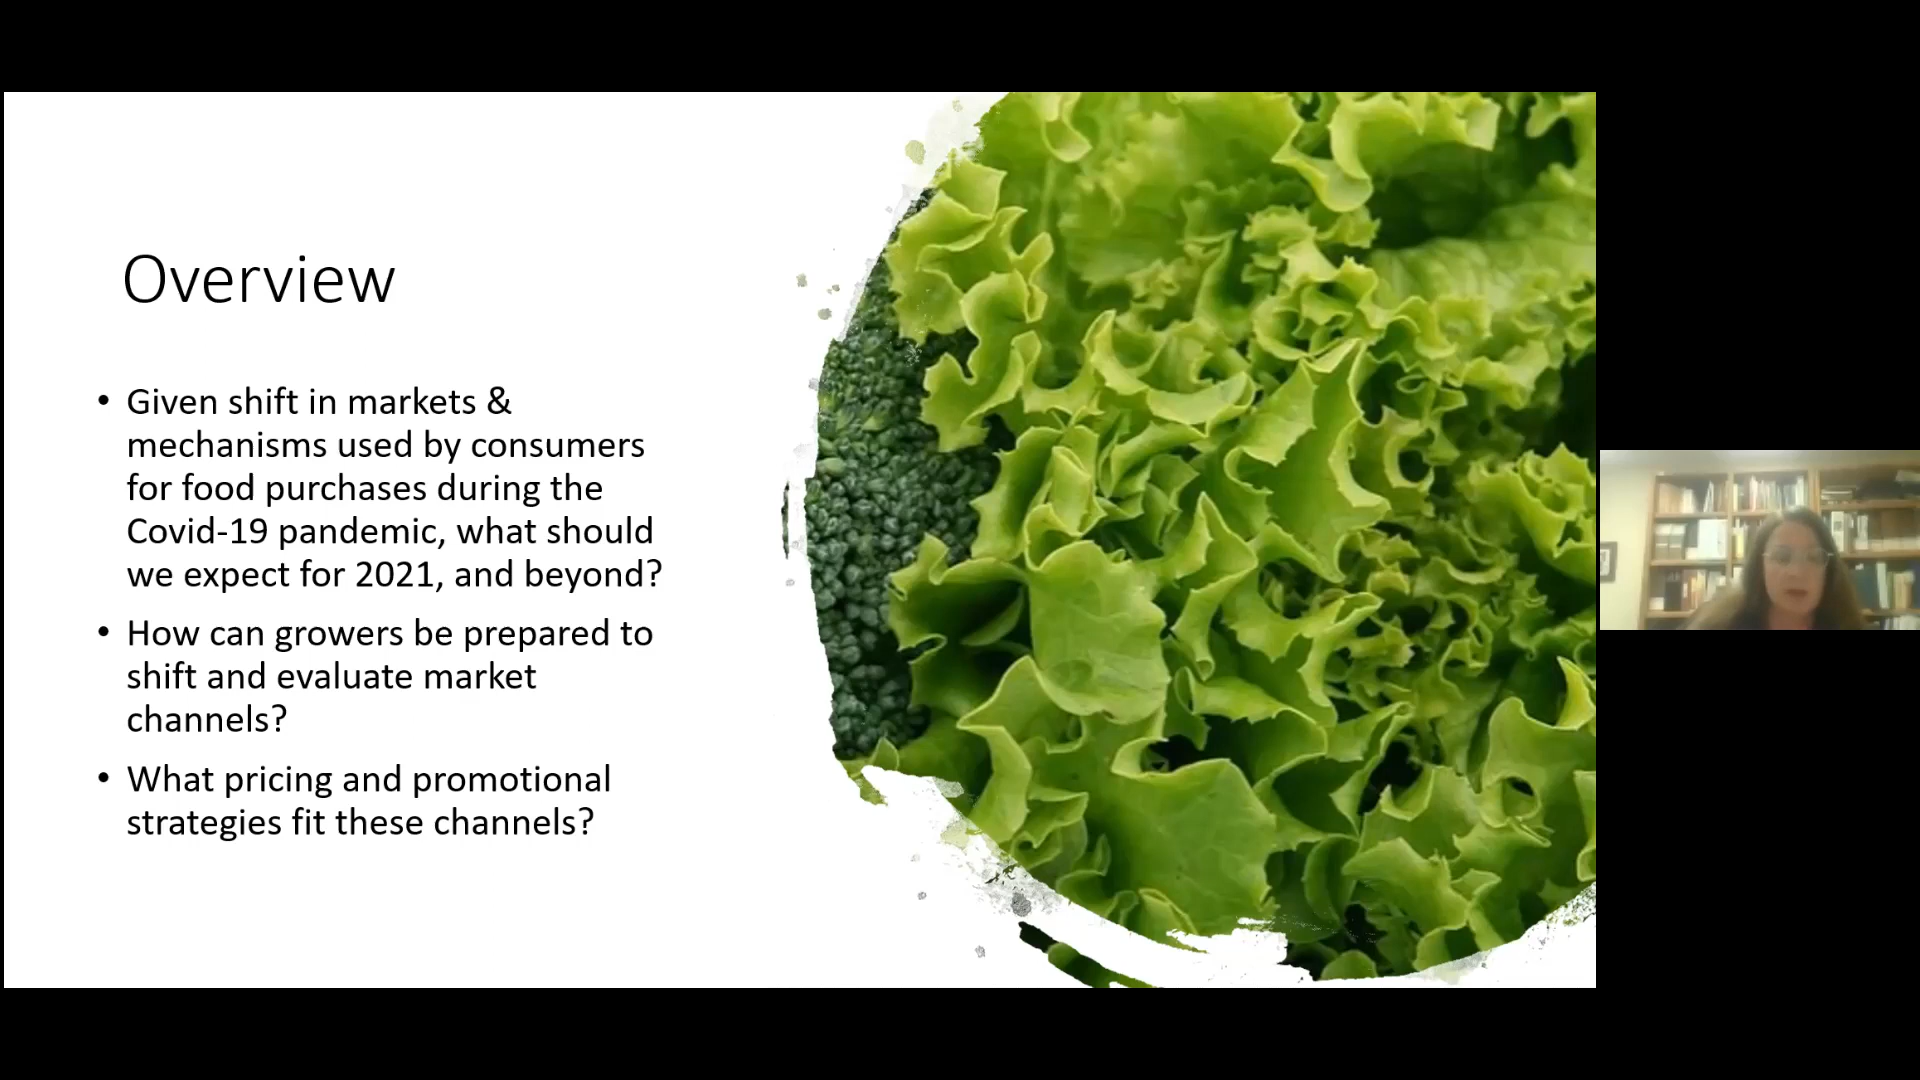 Overview
• Given shift in markets &
mechanisms used by consumers
for food purchases during the
Covid-19 pandemic, what should
we expect for 2021, and beyond?
• How can growers be prepared to
shift and evaluate market
channels?
• What pricing and promotional
strategies fit these channels?